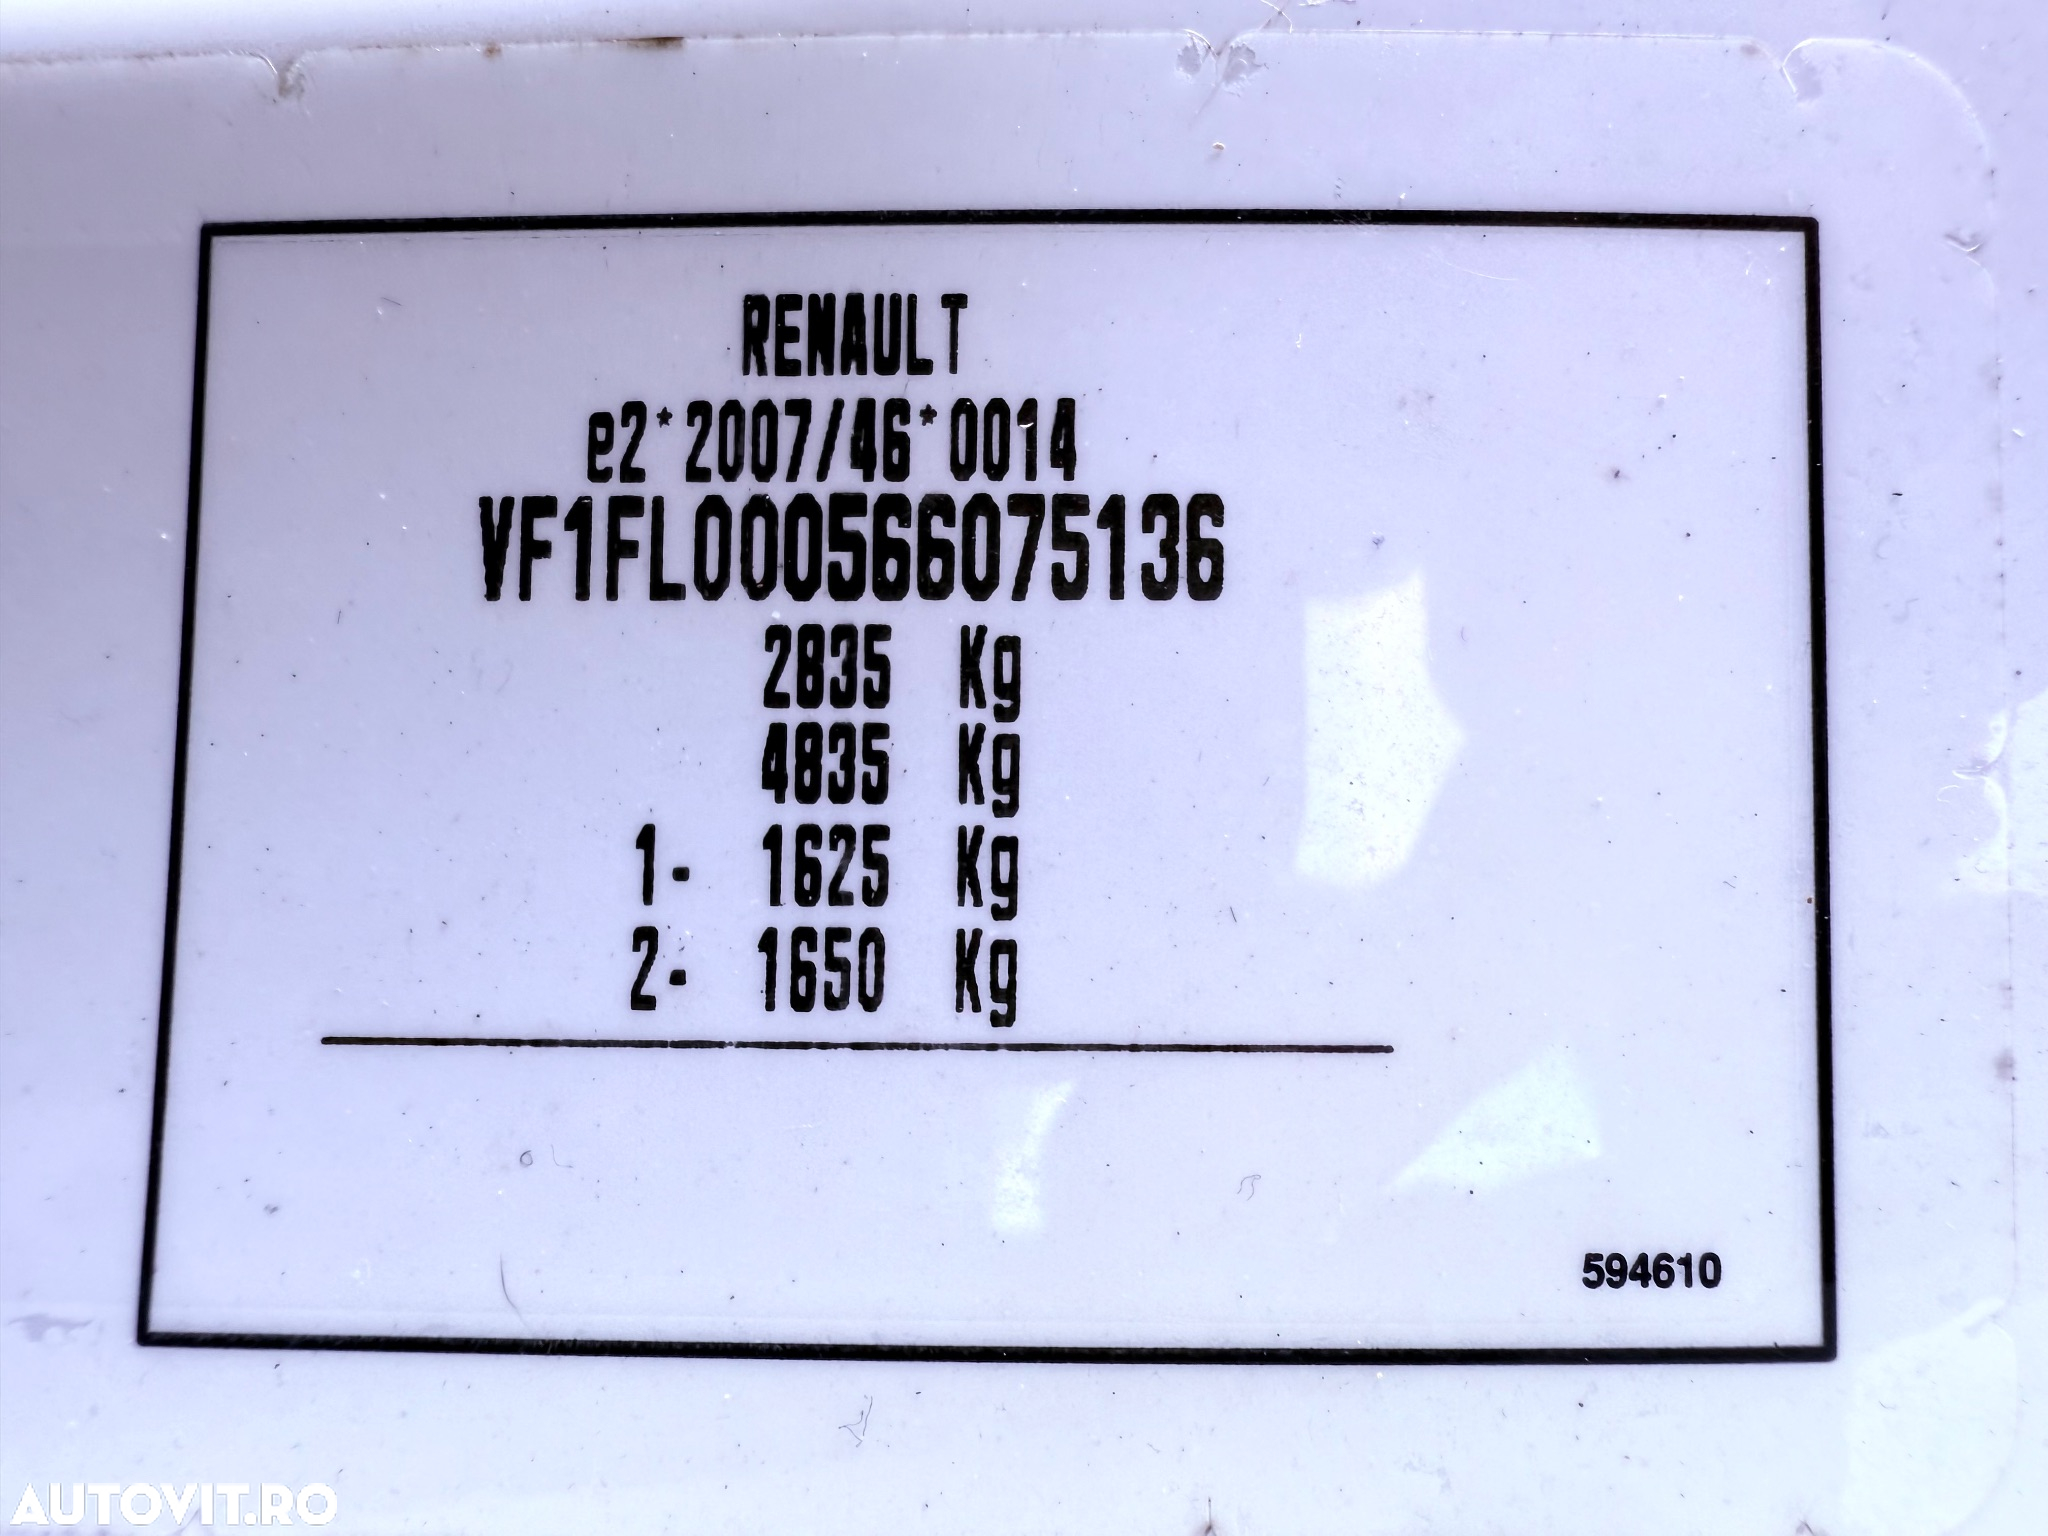 RENAULT
e2*2007/46*0014
VF1FL000566075136
2835 Kg
4835 Kg
1- 1625 Kg
2- 1650 Kg
594610
AUTOVIT.RO